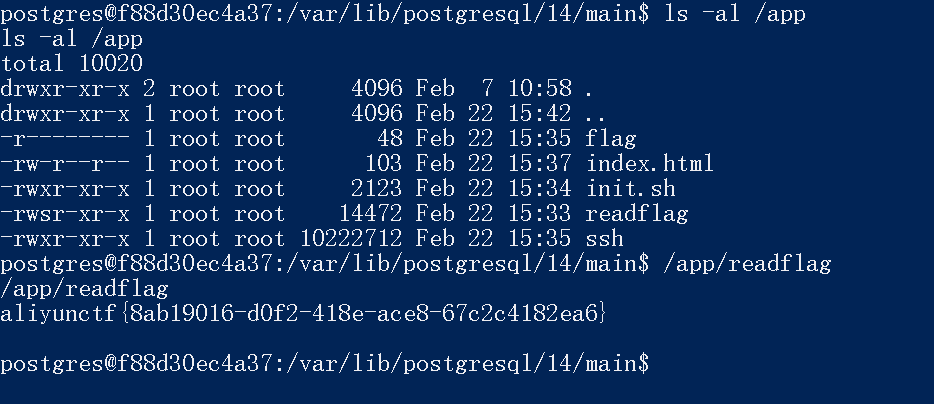 postgres@f88d30ec4a37:/var/lib/postgresql/14/main$ ls -al /app
ls -al /app
total 10020
drwxr-xr-x 2 root root     4096 Feb  7 10:58 .
drwxr-xr-x 1 root root     4096 Feb 22 15:42 ..
-r-------- 1 root root       48 Feb 22 15:35 flag
-rw-r--r-- 1 root root      103 Feb 22 15:37 index.html
-rwxr-xr-x 1 root root     2123 Feb 22 15:34 init.sh
-rwsr-xr-x 1 root root    14472 Feb 22 15:33 readflag
-rwxr-xr-x 1 root root 10222712 Feb 22 15:35 ssh
postgres@f88d30ec4a37:/var/lib/postgresql/14/main$ /app/readflag
/app/readflag
aliyunctf{8ab19016-d0f2-418e-ace8-67c2c4182ea6}
postgres@f88d30ec4a37:/var/lib/postgresql/14/main$